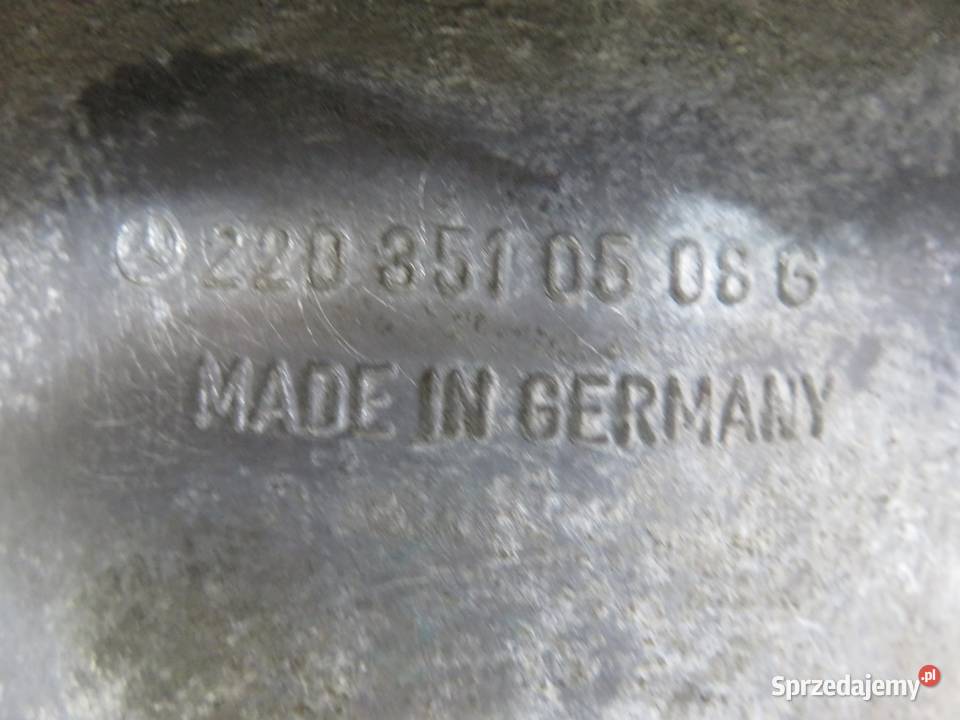 220 351 05 08 G
MADE IN GERMANY
Sprzedajemy.pl